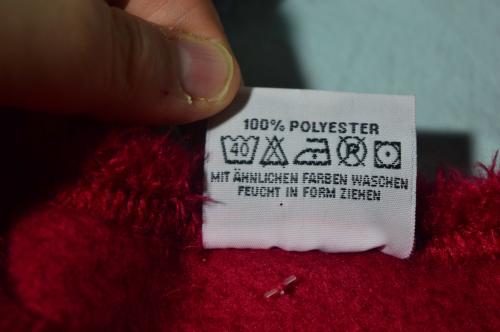 100% POLYESTER
40
MIT ÄHNLICHEN FARBEN WASCHEN
FEUCHT IN FORM ZIEHEN